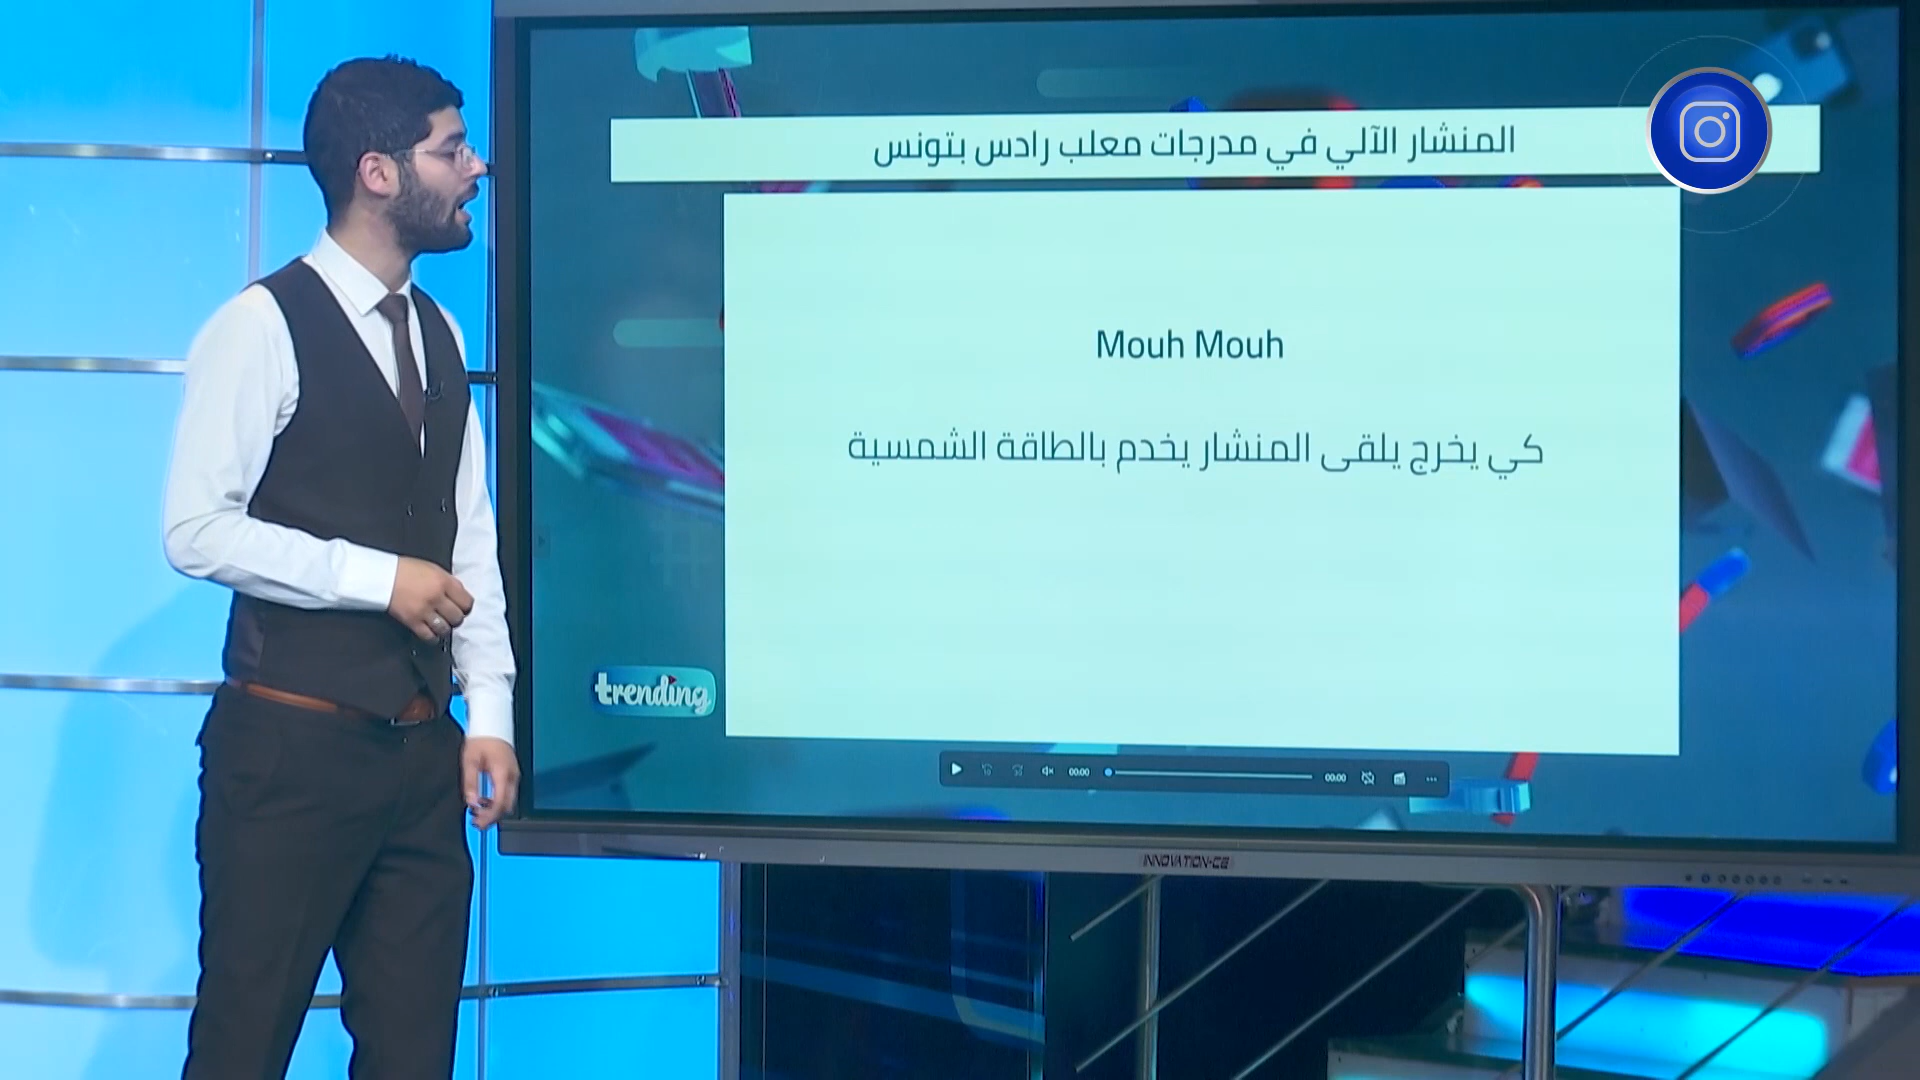 المنشار الآلي في مدرجات معلب رادس بتونس
Mouh Mouh
كي يخرج يلقى المنشار يخدم بالطاقة الشمسية
trending
00:00
00:00
INNOVATION-CE